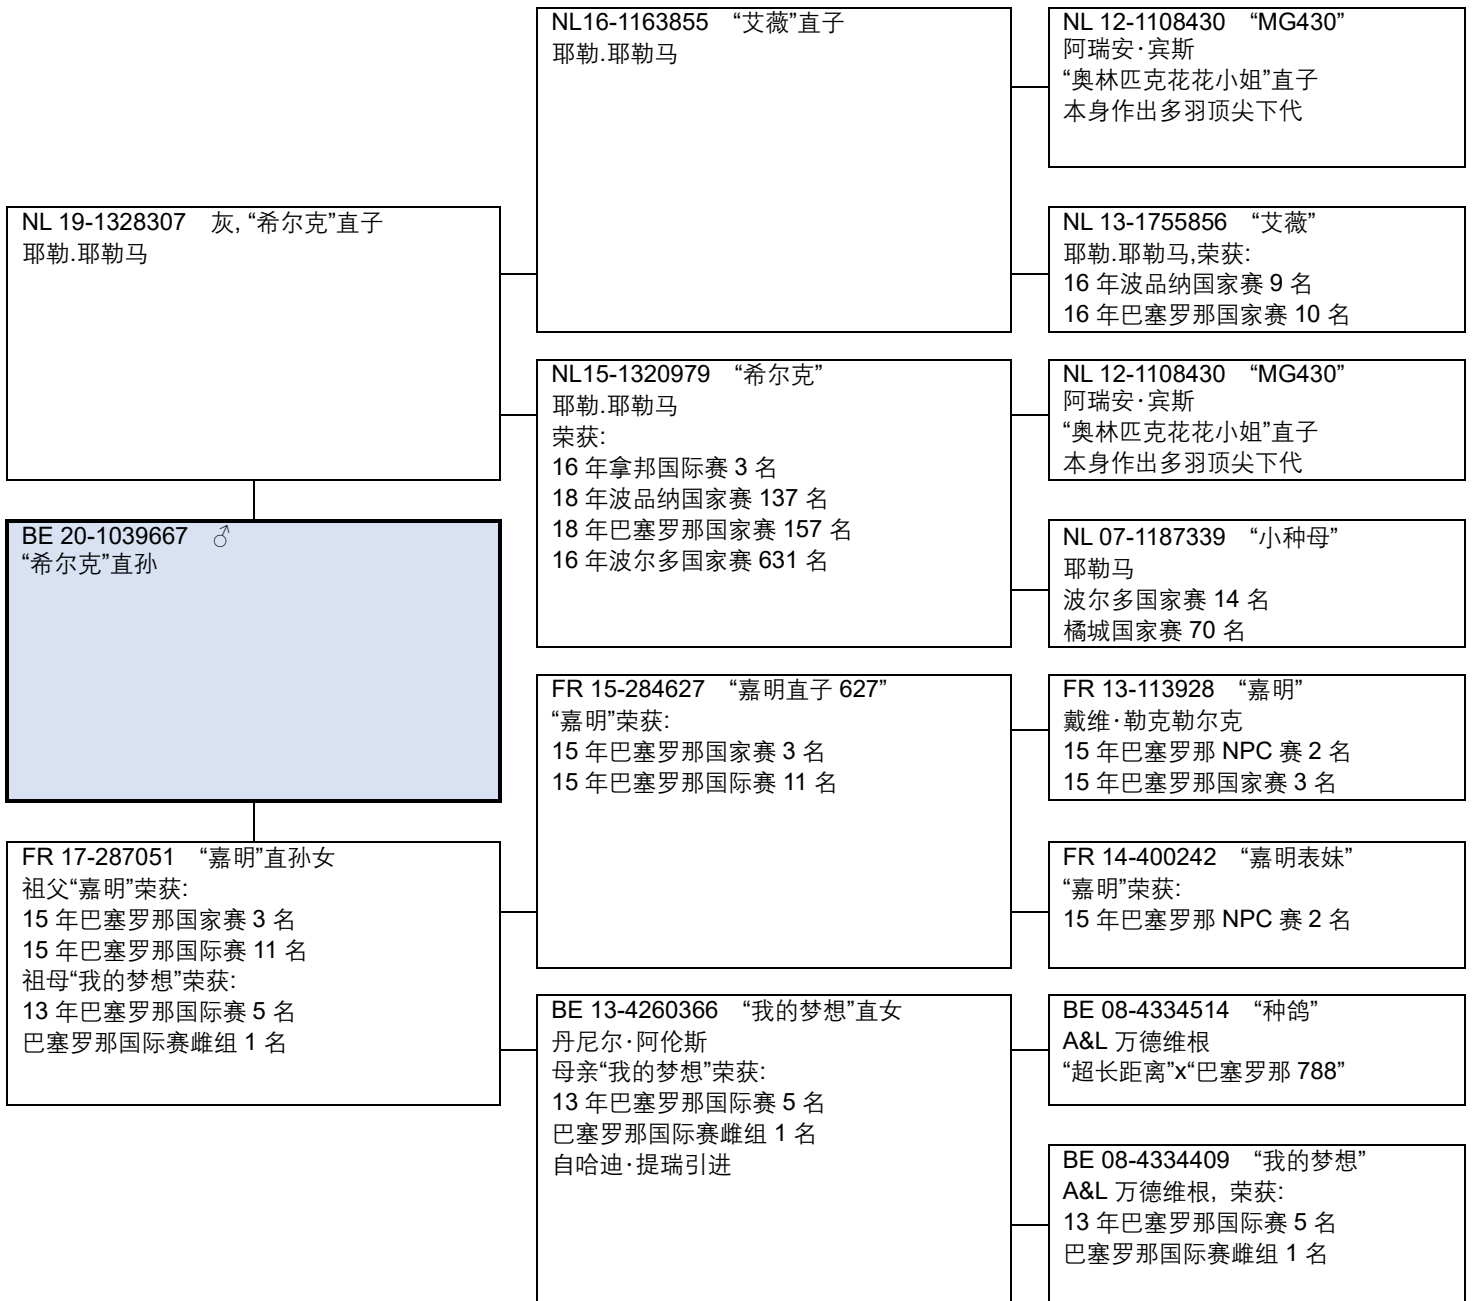 NL 19-1328307 灰, “希尔克”直子
耶勒.耶勒马
BE 20-1039667 ♂
“希尔克”直孙
FR 17-287051 “嘉明”直孙女
祖父“嘉明”荣获:
15 年巴塞罗那国家赛 3 名
15 年巴塞罗那国际赛 11 名
祖母“我的梦想”荣获:
13 年巴塞罗那国际赛 5 名
巴塞罗那国际赛雌组 1 名
NL16-1163855 “艾薇”直子
耶勒.耶勒马
NL15-1320979 “希尔克”
耶勒.耶勒马
荣获:
16 年拿邦国际赛 3 名
18 年波品纳国家赛 137 名
18 年巴塞罗那国家赛 157 名
16 年波尔多国家赛 631 名
FR 15-284627 “嘉明直子 627”
“嘉明”荣获:
15 年巴塞罗那国家赛 3 名
15 年巴塞罗那国际赛 11 名
BE 13-4260366 “我的梦想”直女
丹尼尔·阿伦斯
母亲“我的梦想”荣获:
13 年巴塞罗那国际赛 5 名
巴塞罗那国际赛雌组 1 名
自哈迪·提瑞引进
NL 12-1108430 “MG430”
阿瑞安·宾斯
“奥林匹克花花小姐”直子
本身作出多羽顶尖下代
NL 13-1755856 “艾薇”
耶勒.耶勒马,荣获:
16 年波品纳国家赛 9 名
16 年巴塞罗那国家赛 10 名
NL 12-1108430 “MG430”
阿瑞安·宾斯
“奥林匹克花花小姐”直子
本身作出多羽顶尖下代
NL 07-1187339 “小种母”
耶勒马
波尔多国家赛 14 名
橘城国家赛 70 名
FR 13-113928 “嘉明”
戴维·勒克勒尔克
15 年巴塞罗那 NPC 赛 2 名
15 年巴塞罗那国家赛 3 名
FR 14-400242 “嘉明表妹”
“嘉明”荣获:
15 年巴塞罗那 NPC 赛 2 名
BE 08-4334514 “种鸽”
A&L 万德维根
“超长距离”x“巴塞罗那 788”
BE 08-4334409 “我的梦想”
A&L 万德维根, 荣获:
13 年巴塞罗那国际赛 5 名
巴塞罗那国际赛雌组 1 名